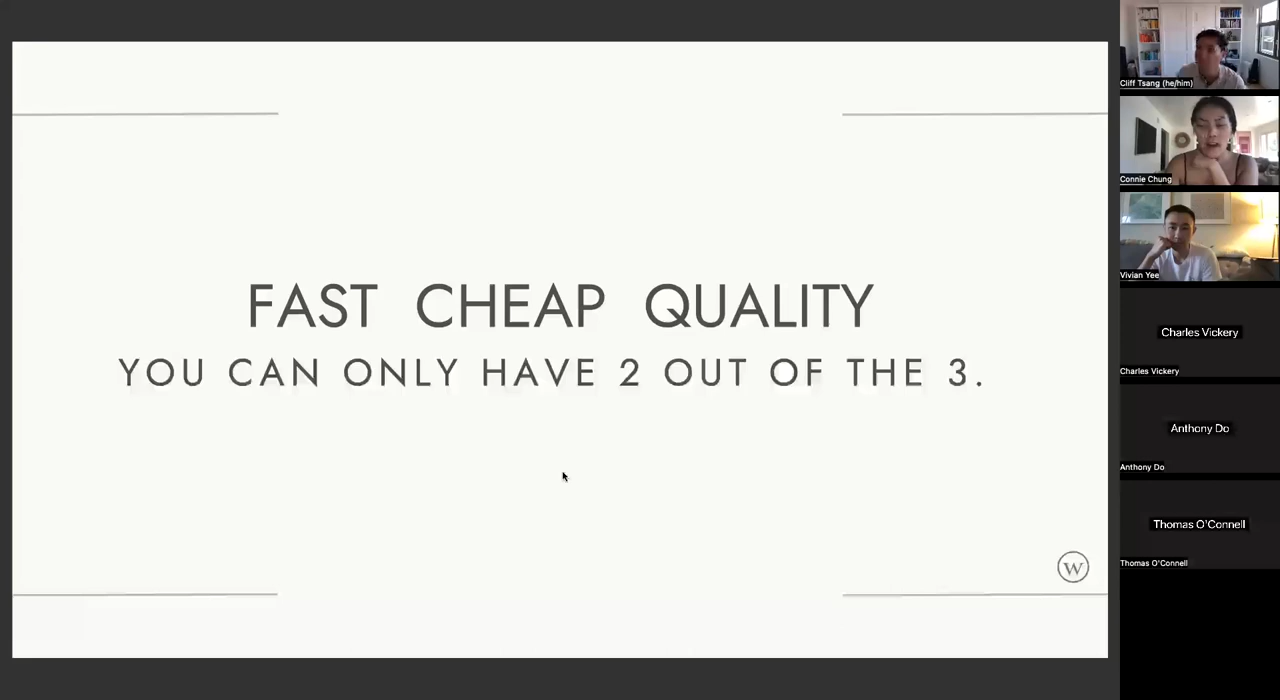 FAST CHEAP QUALITY
YOU CAN ONLY HAVE 2 OUT OF THE 3.
W
Cliff Tsang (he/him)
Connie Chung
Vivian Yee
Charles Vickery
Charles Vickery
Anthony Do
Anthony Do
Thomas O'Connell
Thomas O'Connell